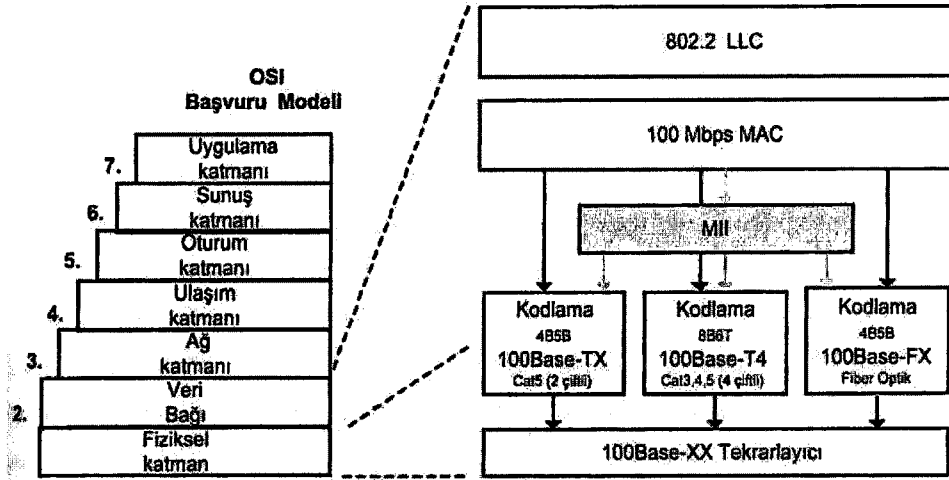 OSI
Başvuru Modeli
7.
Uygulama
katmanı
6.
Sunuş
katmanı
5.
Oturum
katmanı
4.
Ulaşım
katmanı
3.
Ağ
katmanı
2.
Veri
Bağı
Fiziksel
katman
802.2 LLC
100 Mbps MAC
MII
Kodlama
4B5B
100Base-TX
Cat5 (2 çiftli)
Kodlama
8B6T
100Base-T4
Cat3,4,5 (4 çiftli)
Kodlama
4B5B
100Base-FX
Fiber Optik
100Base-XX Tekrarlayıcı